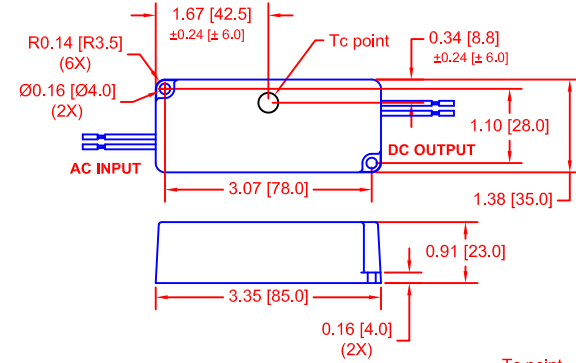 1.67 [42.5]
±0.24 [± 6.0]
R0.14 [R3.5]
(6X)
Tc point
0.34 [8.8]
±0.24 [± 6.0]
Ø0.16 [Ø4.0]
(2X)
1.10 [28.0]
AC INPUT
DC OUTPUT
3.07 [78.0]
1.38 [35.0]
0.91 [23.0]
3.35 [85.0]
0.16 [4.0]
(2X)
Tc point